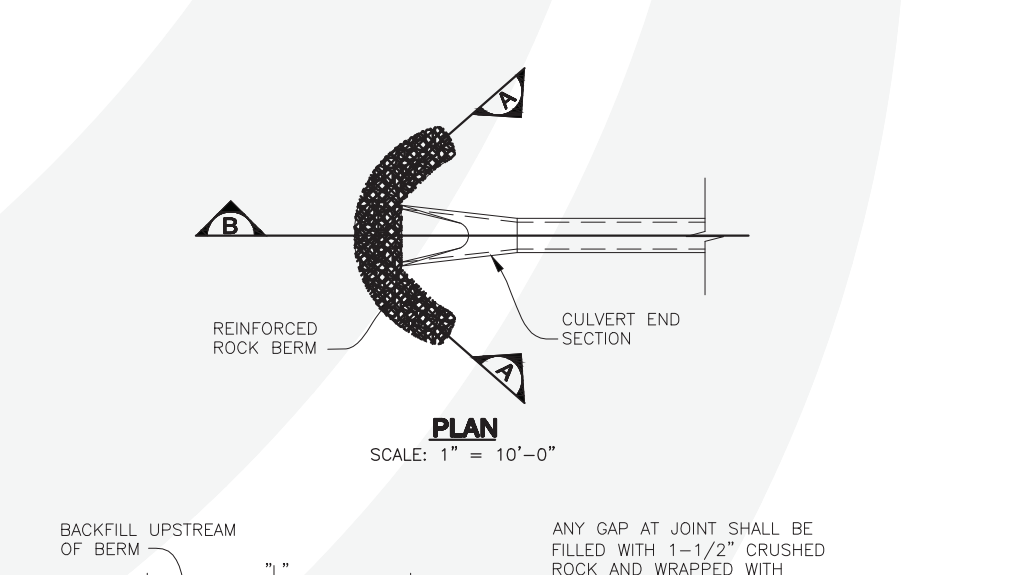 A
B
REINFORCED
ROCK BERM
CULVERT END
SECTION
A
PLAN
SCALE: 1" = 10'-0"
BACKFILL UPSTREAM
OF BERM
"L"
ANY GAP AT JOINT SHALL BE
FILLED WITH 1-1/2" CRUSHED
ROCK AND WRAPPED WITH